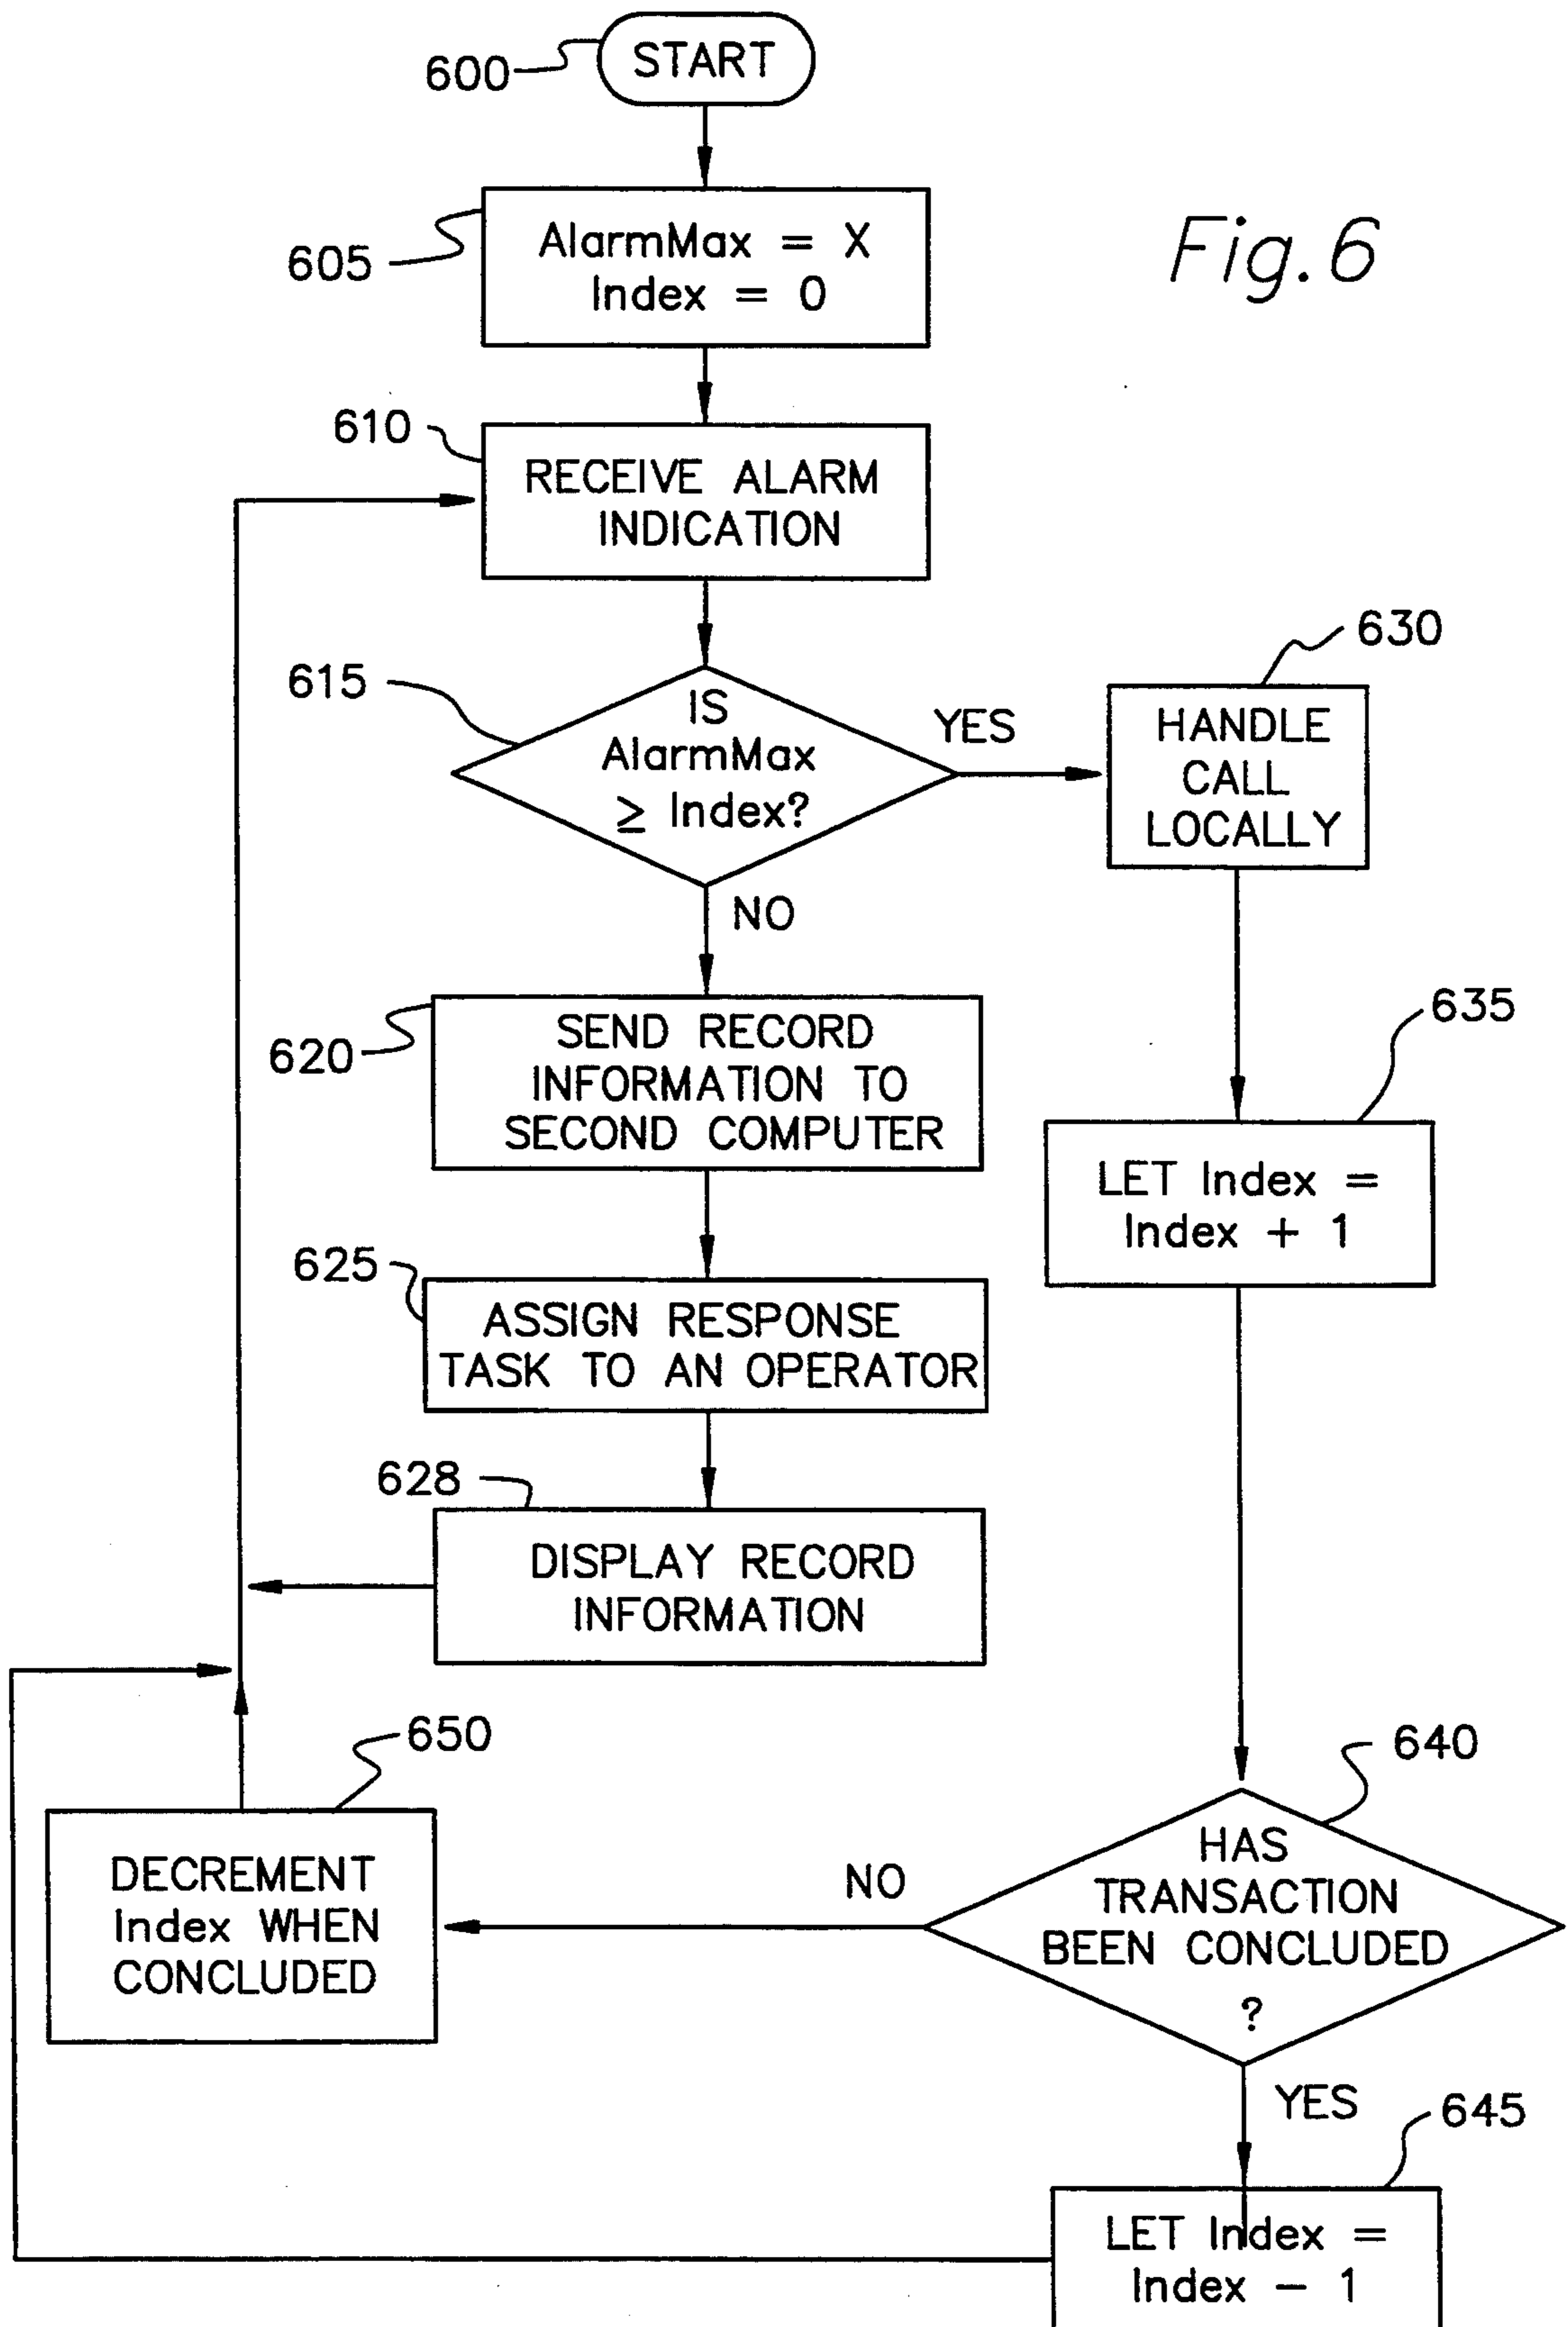 600
START
605
AlarmMax = X
Index = 0
Fig.6
610
RECEIVE ALARM
INDICATION
615
IS
AlarmMax
≥ Index?
YES
630
HANDLE
CALL
LOCALLY
NO
620
SEND RECORD
INFORMATION TO
SECOND COMPUTER
635
LET Index =
Index + 1
625
ASSIGN RESPONSE
TASK TO AN OPERATOR
628
DISPLAY RECORD
INFORMATION
650
DECREMENT
Index WHEN
CONCLUDED
NO
640
HAS
TRANSACTION
BEEN CONCLUDED
?
YES
645
LET Index =
Index – 1